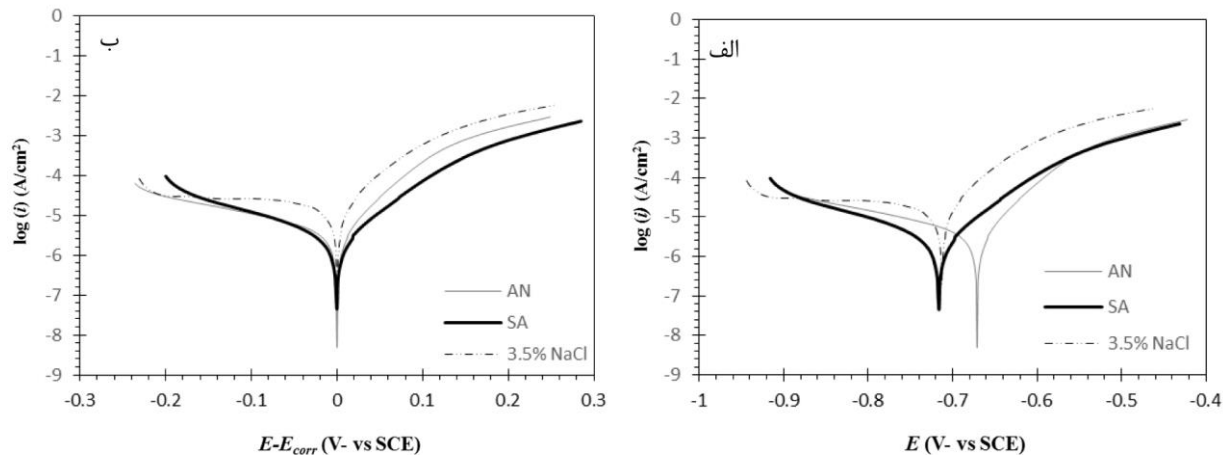 ب
0
-1
-2
-3
-4
-5
-6
-7
-8
-9
log (i) (A/cm²)
-0.3 -0.2 -0.1 0 0.1 0.2 0.3
E-Ecorr (V- vs SCE)
AN
SA
3.5% NaCl
الف
0
-1
-2
-3
-4
-5
-6
-7
-8
-9
log (i) (A/cm²)
-1 -0.9 -0.8 -0.7 -0.6 -0.5 -0.4
E (V- vs SCE)
AN
SA
3.5% NaCl